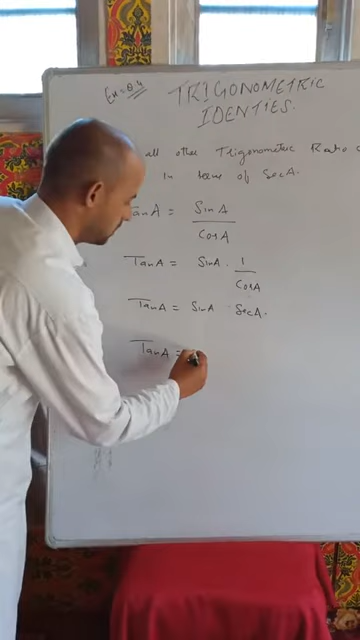 Ex=8.4
TRIGONOMETRIC
IDENTIES.
all other Trigonometric Ratio
In term of SecA.
TanA = SinA / CosA
TanA = SinA . 1 / CosA
TanA = SinA . SecA.
TanA =